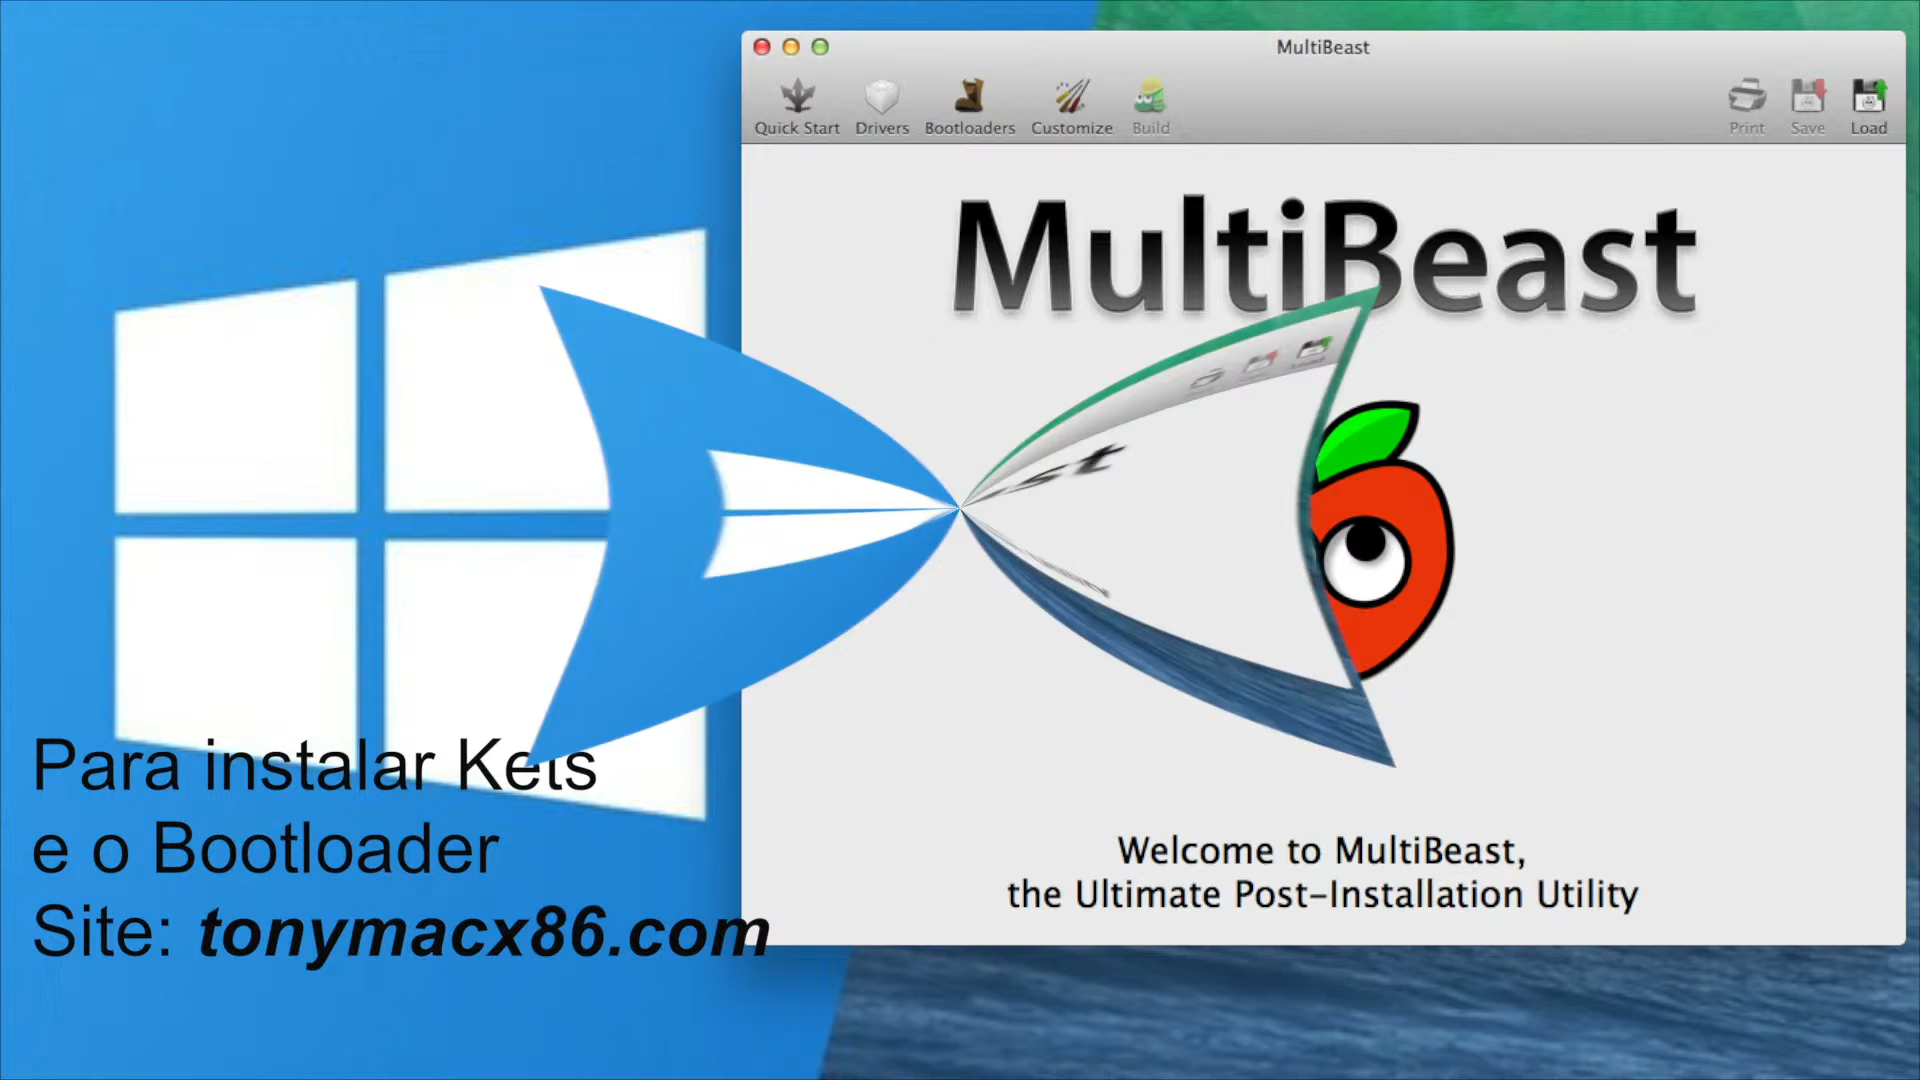 MultiBeast
Quick Start Drivers Bootloaders Customize Build Print Save Load
MultiBeast
Welcome to MultiBeast,
the Ultimate Post-Installation Utility
Para instalar Kets
e o Bootloader
Site: tonymacx86.com